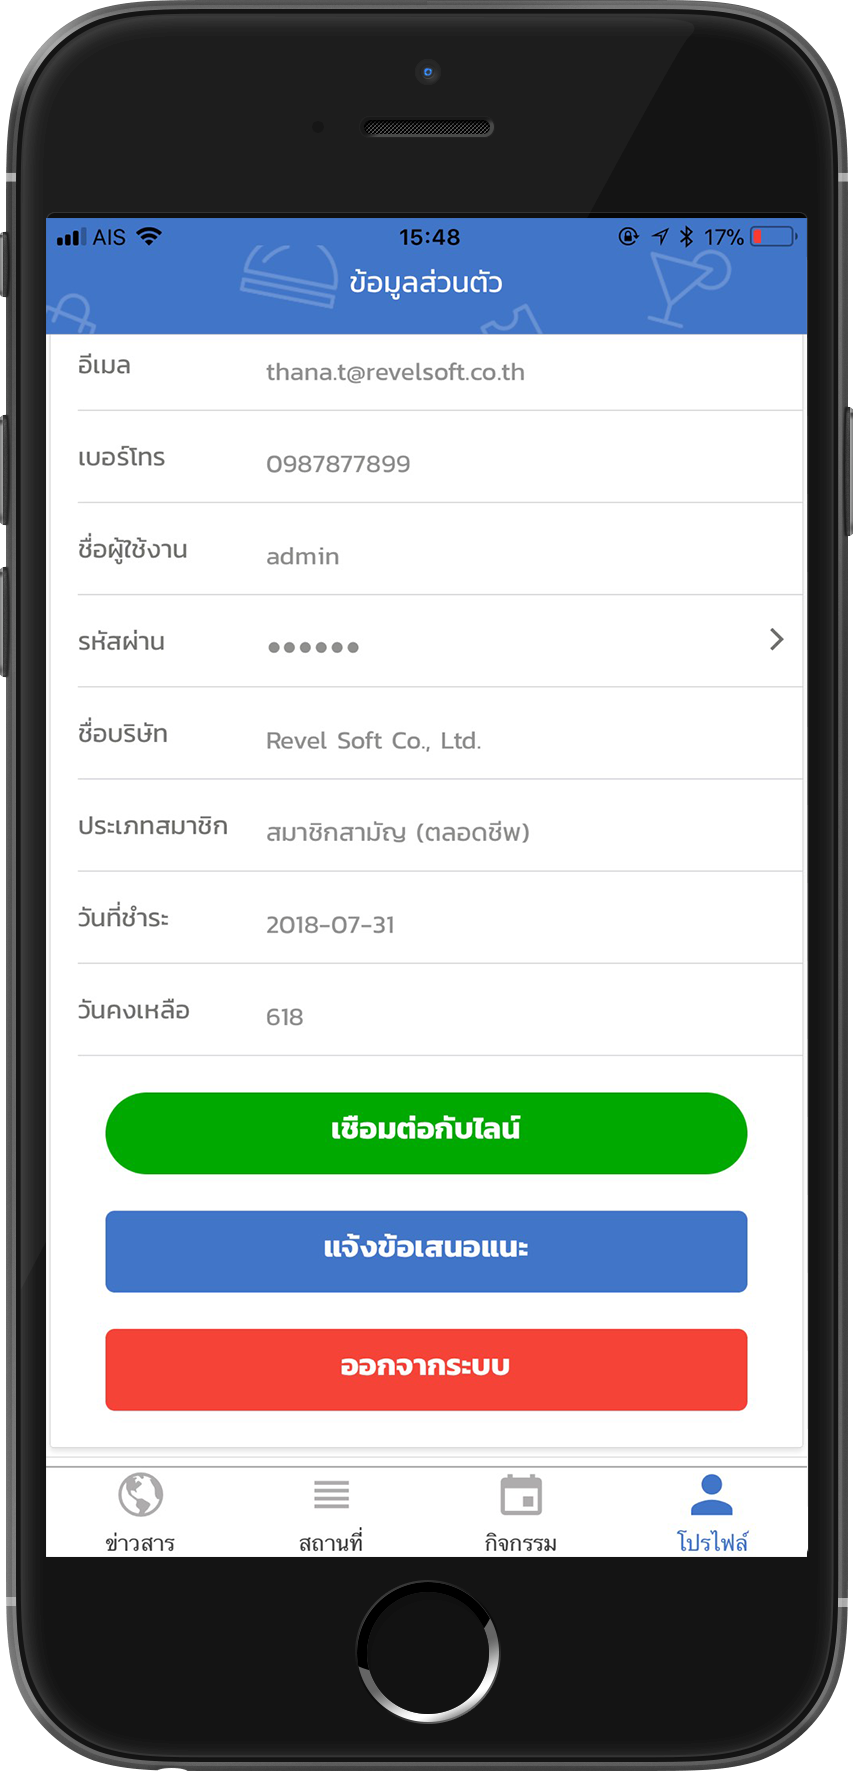 AIS 15:48 17%
ข้อมูลส่วนตัว
อีเมล thana.t@revelsoft.co.th
เบอร์โทร 0987877899
ชื่อผู้ใช้งาน admin
รหัสผ่าน ••••••
ชื่อบริษัท Revel Soft Co., Ltd.
ประเภทสมาชิก สมาชิกสามัญ (ตลอดชีพ)
วันที่ชำระ 2018-07-31
วันคงเหลือ 618
เชื่อมต่อกับไลน์
แจ้งข้อเสนอแนะ
ออกจากระบบ
ข่าวสาร สถานที่ กิจกรรม โปรไฟล์